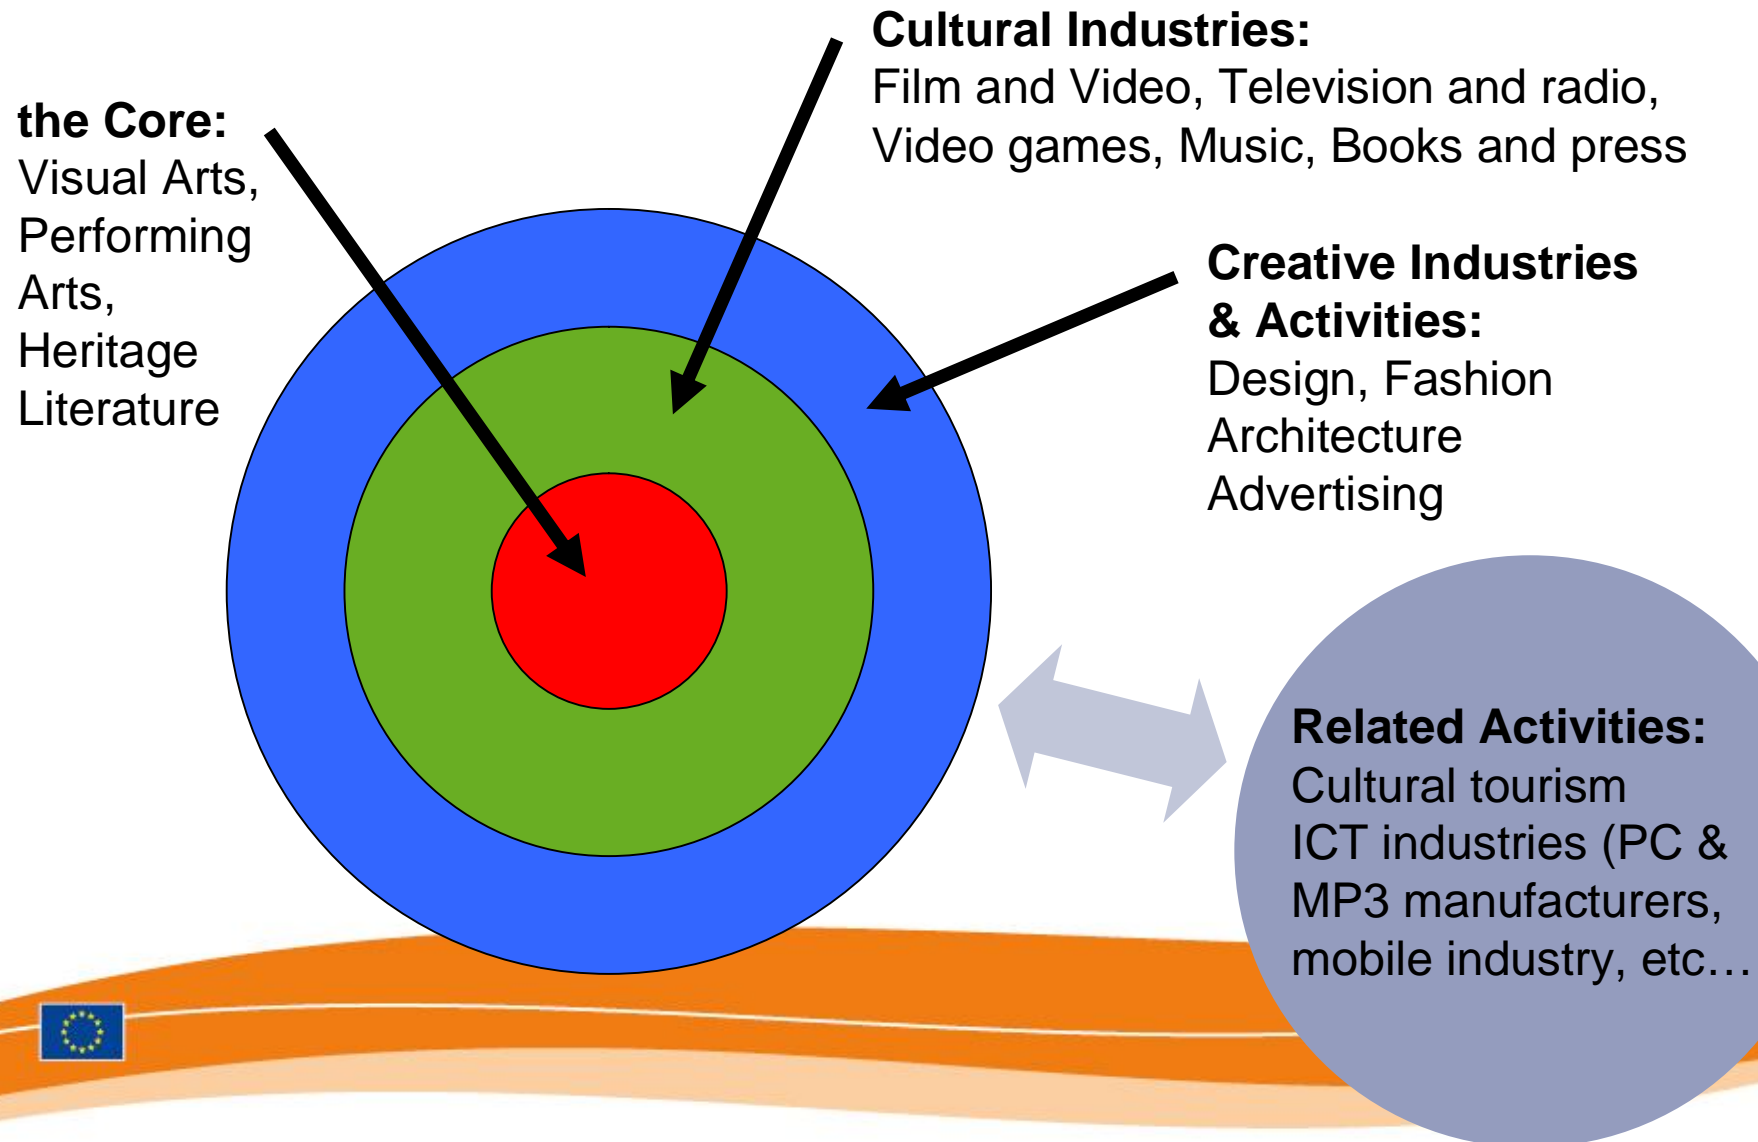 the Core:
Visual Arts,
Performing
Arts,
Heritage
Literature
Cultural Industries:
Film and Video, Television and radio,
Video games, Music, Books and press
Creative Industries
& Activities:
Design, Fashion
Architecture
Advertising
Related Activities:
Cultural tourism
ICT industries (PC &
MP3 manufacturers,
mobile industry, etc…